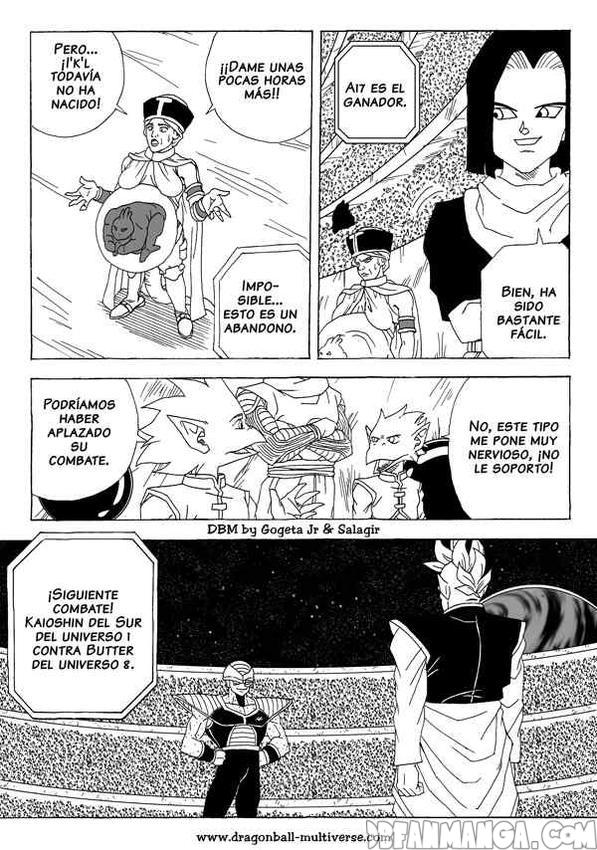 PERO...
¡I'K'L
TODAVÍA
NO HA
NACIDO!
¡¡DAME UNAS
POCAS HORAS
MÁS!!
IMPO-
SIBLE...
ESTO ES UN
ABANDONO.
A17 ES EL
GANADOR.
BIEN, HA
SIDO
BASTANTE
FÁCIL.
PODRÍAMOS
HABER
APLAZADO
SU
COMBATE.
NO, ESTE TIPO
ME PONE MUY
NERVIOSO, ¡NO
LE SOPORTO!
DBM by Gogeta Jr & Salagir
¡SIGUIENTE
COMBATE!
KAIOSHIN DEL SUR
DEL UNIVERSO 1
CONTRA BUTTER
DEL UNIVERSO 8.
www.dragonball-multiverse.com
IDFANMANGA.COM